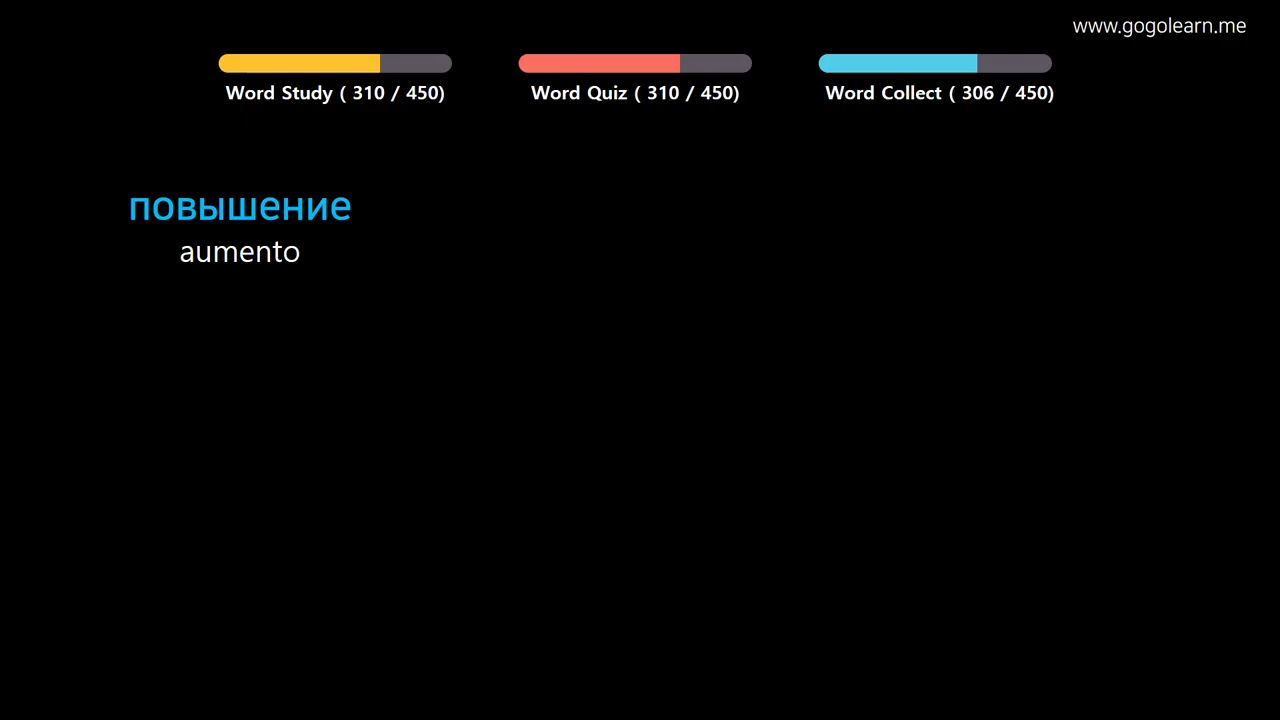 www.gogolearn.me
Word Study ( 310 / 450)
Word Quiz ( 310 / 450)
Word Collect ( 306 / 450)
повышение
aumento